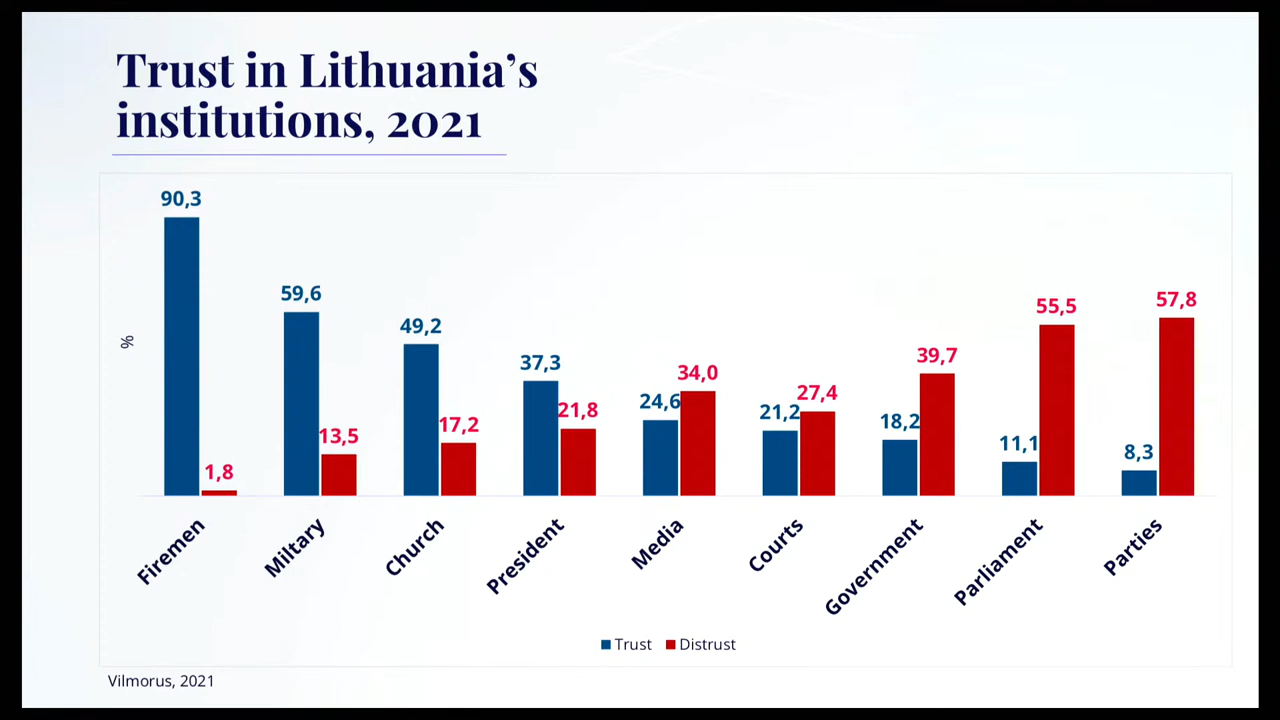 Trust in Lithuania’s
institutions, 2021
%
90,3
1,8
59,6
13,5
49,2
17,2
37,3
21,8
24,6
34,0
21,2
27,4
18,2
39,7
11,1
55,5
8,3
57,8
Firemen
Miltary
Church
President
Media
Courts
Government
Parliament
Parties
Trust Distrust
Vilmorus, 2021